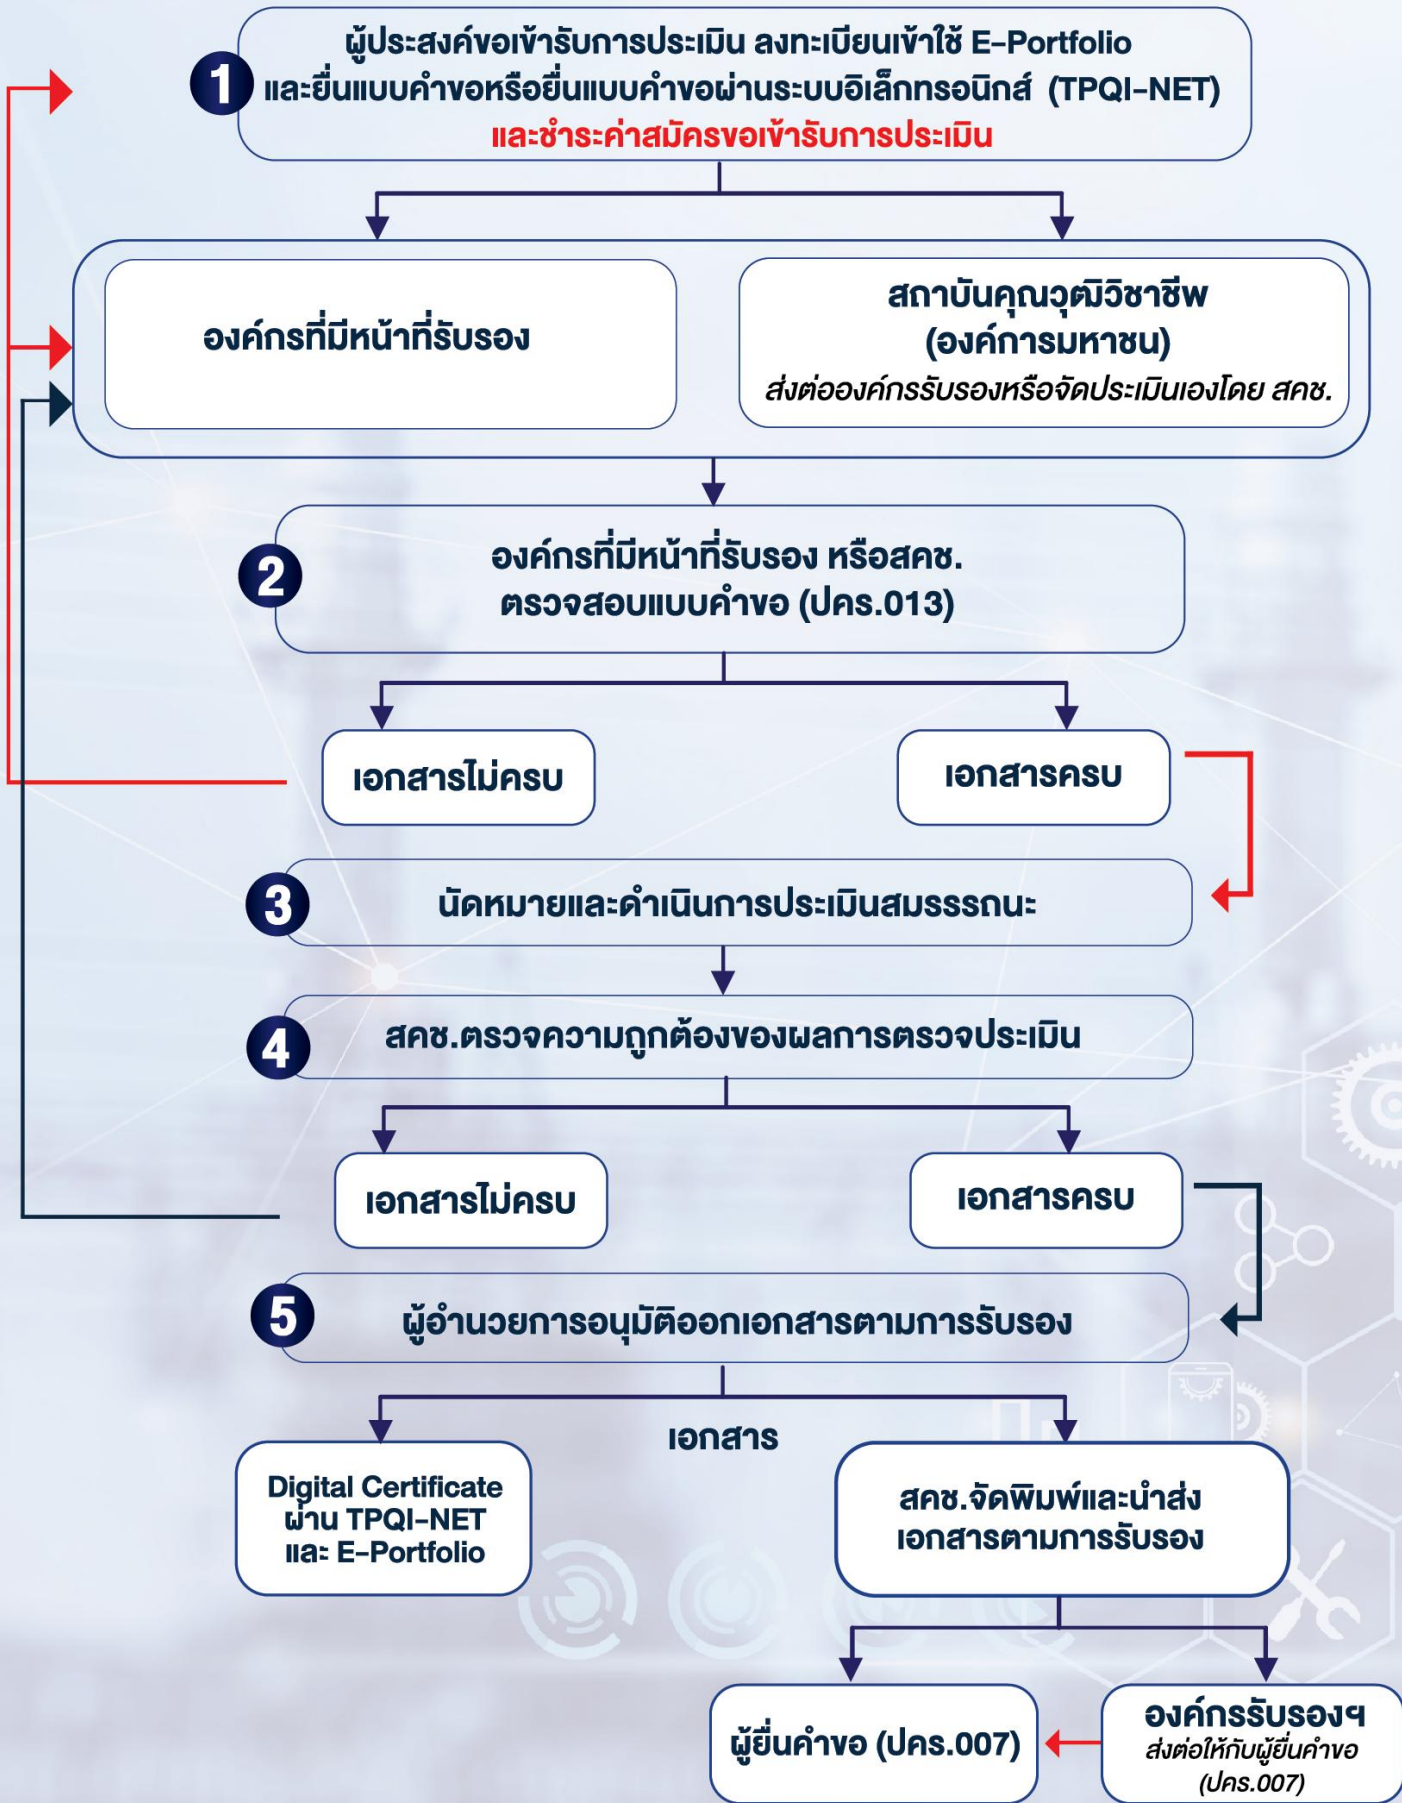 ผู้ประสงค์ขอเข้ารับการประเมิน ลงทะเบียนเข้าใช้ E-Portfolio
1
และยื่นแบบคำขอหรือยื่นแบบคำขอผ่านระบบอิเล็กทรอนิกส์ (TPQI-NET)
และชำระค่าสมัครขอเข้ารับการประเมิน
องค์กรที่มีหน้าที่รับรอง
สถาบันคุณวุฒิวิชาชีพ
(องค์การมหาชน)
ส่งต่อองค์กรรับรองหรือจัดประเมินเองโดย สคช.
2
องค์กรที่มีหน้าที่รับรอง หรือสคช.
ตรวจสอบแบบคำขอ (ปคร.013)
เอกสารไม่ครบ
เอกสารครบ
3
นัดหมายและดำเนินการประเมินสมรรรถนะ
4
สคช.ตรวจความถูกต้องของผลการตรวจประเมิน
เอกสารไม่ครบ
เอกสารครบ
5
ผู้อำนวยการอนุมัติออกเอกสารตามการรับรอง
เอกสาร
Digital Certificate
ผ่าน TPQI-NET
และ E-Portfolio
สคช.จัดพิมพ์และนำส่ง
เอกสารตามการรับรอง
ผู้ยื่นคำขอ (ปคร.007)
องค์กรรับรองฯ
ส่งต่อให้กับผู้ยื่นคำขอ
(ปคร.007)